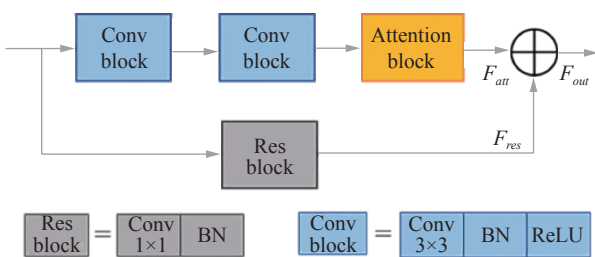 Conv block
Conv block
Attention block
F_att
F_out
Res block
F_res
Res block = Conv 1×1 BN
Conv block = Conv 3×3 BN ReLU